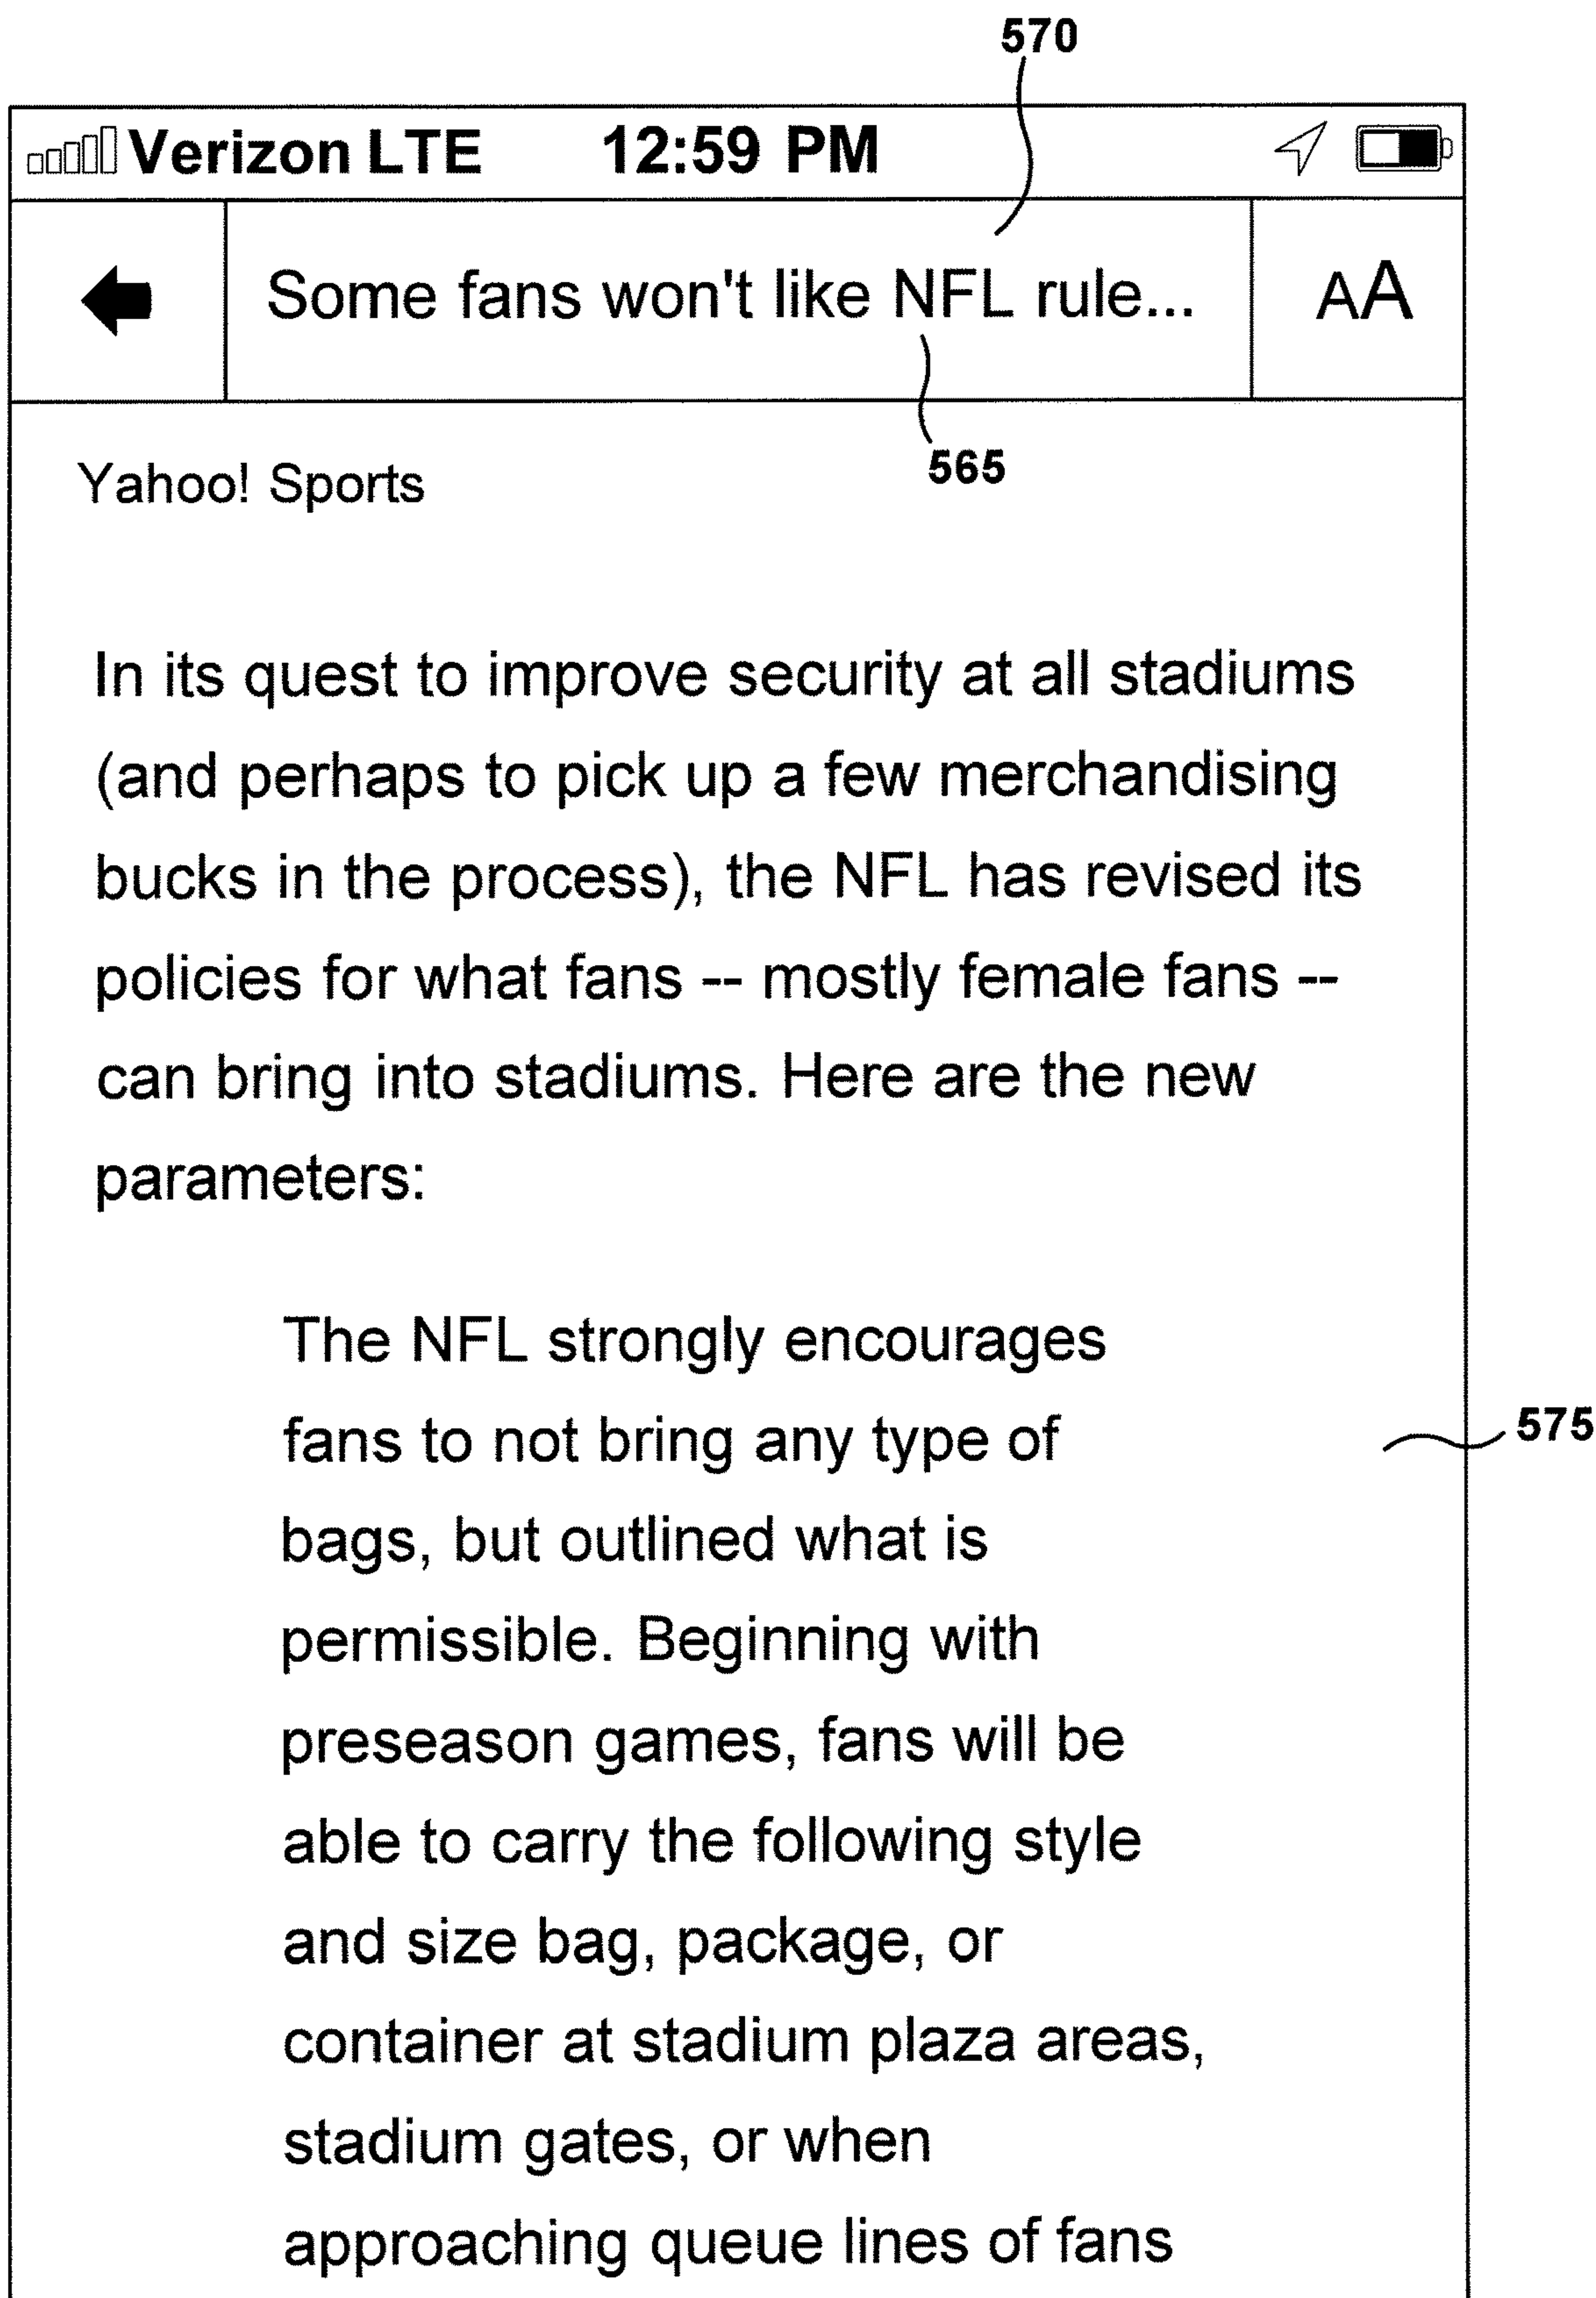 570
Verizon LTE 12:59 PM
Some fans won't like NFL rule... AA
565
Yahoo! Sports
In its quest to improve security at all stadiums
(and perhaps to pick up a few merchandising
bucks in the process), the NFL has revised its
policies for what fans -- mostly female fans --
can bring into stadiums. Here are the new
parameters:
The NFL strongly encourages
fans to not bring any type of
575
bags, but outlined what is
permissible. Beginning with
preseason games, fans will be
able to carry the following style
and size bag, package, or
container at stadium plaza areas,
stadium gates, or when
approaching queue lines of fans